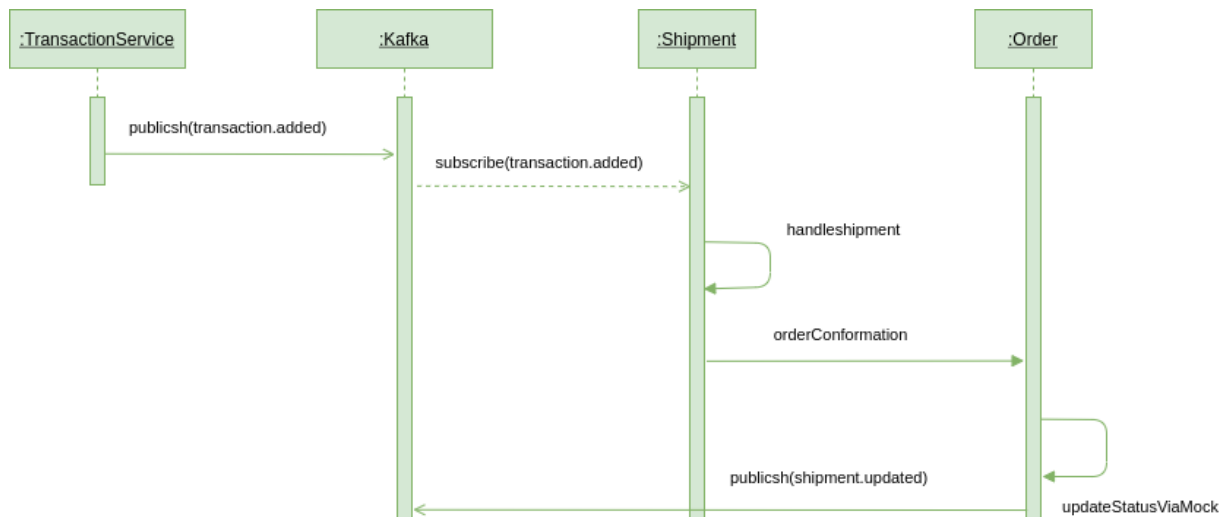 :TransactionService
:Kafka
:Shipment
:Order
publicsh(transaction.added)
subscribe(transaction.added)
handleshipment
orderConformation
publicsh(shipment.updated)
updateStatusViaMock